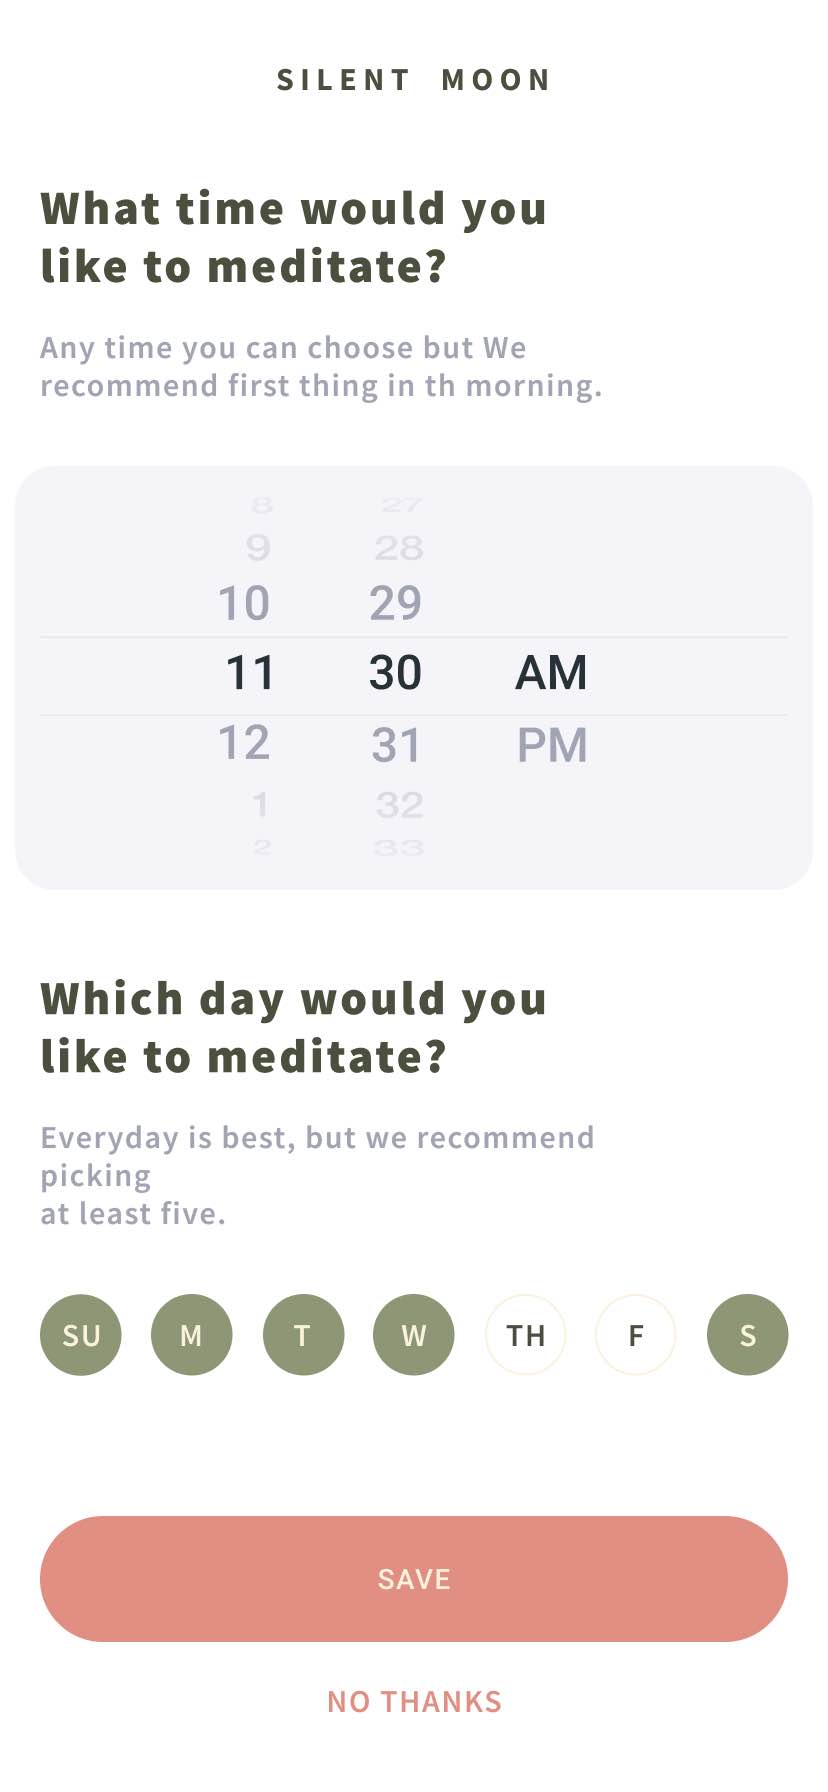 SILENT MOON
What time would you
like to meditate?
Any time you can choose but We
recommend first thing in th morning.
8 27
9 28
10 29
11 30 AM
12 31 PM
1 32
2 33
Which day would you
like to meditate?
Everyday is best, but we recommend
picking
at least five.
SU M T W TH F S
SAVE
NO THANKS